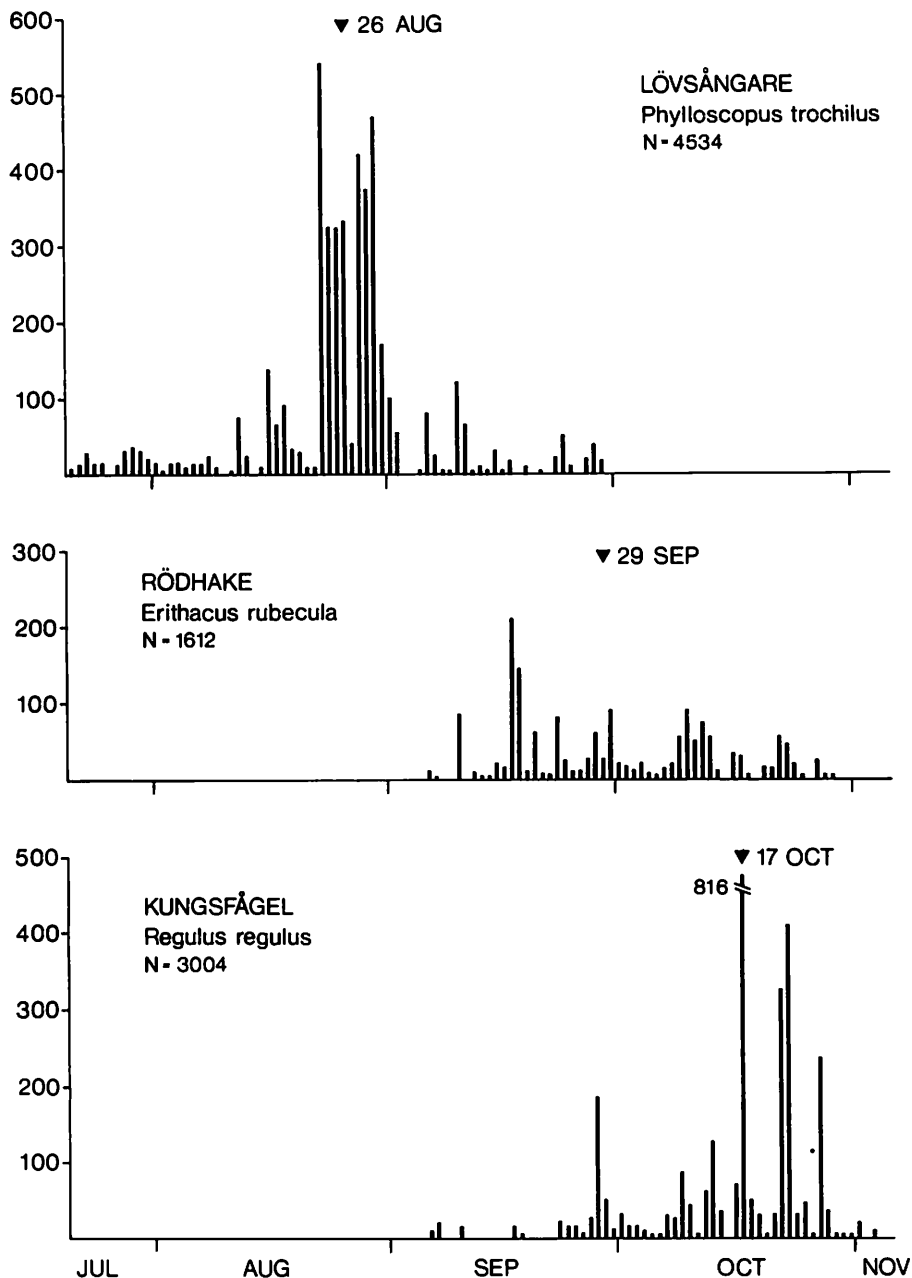 600
▼ 26 AUG
500
LÖVSÅNGARE
Phylloscopus trochilus
N-4534
400
300
200
100
300
▼ 29 SEP
RÖDHAKE
Erithacus rubecula
N-1612
200
100
500
▼ 17 OCT
816
KUNGSFÅGEL
Regulus regulus
N-3004
400
300
200
100
JUL AUG SEP OCT NOV